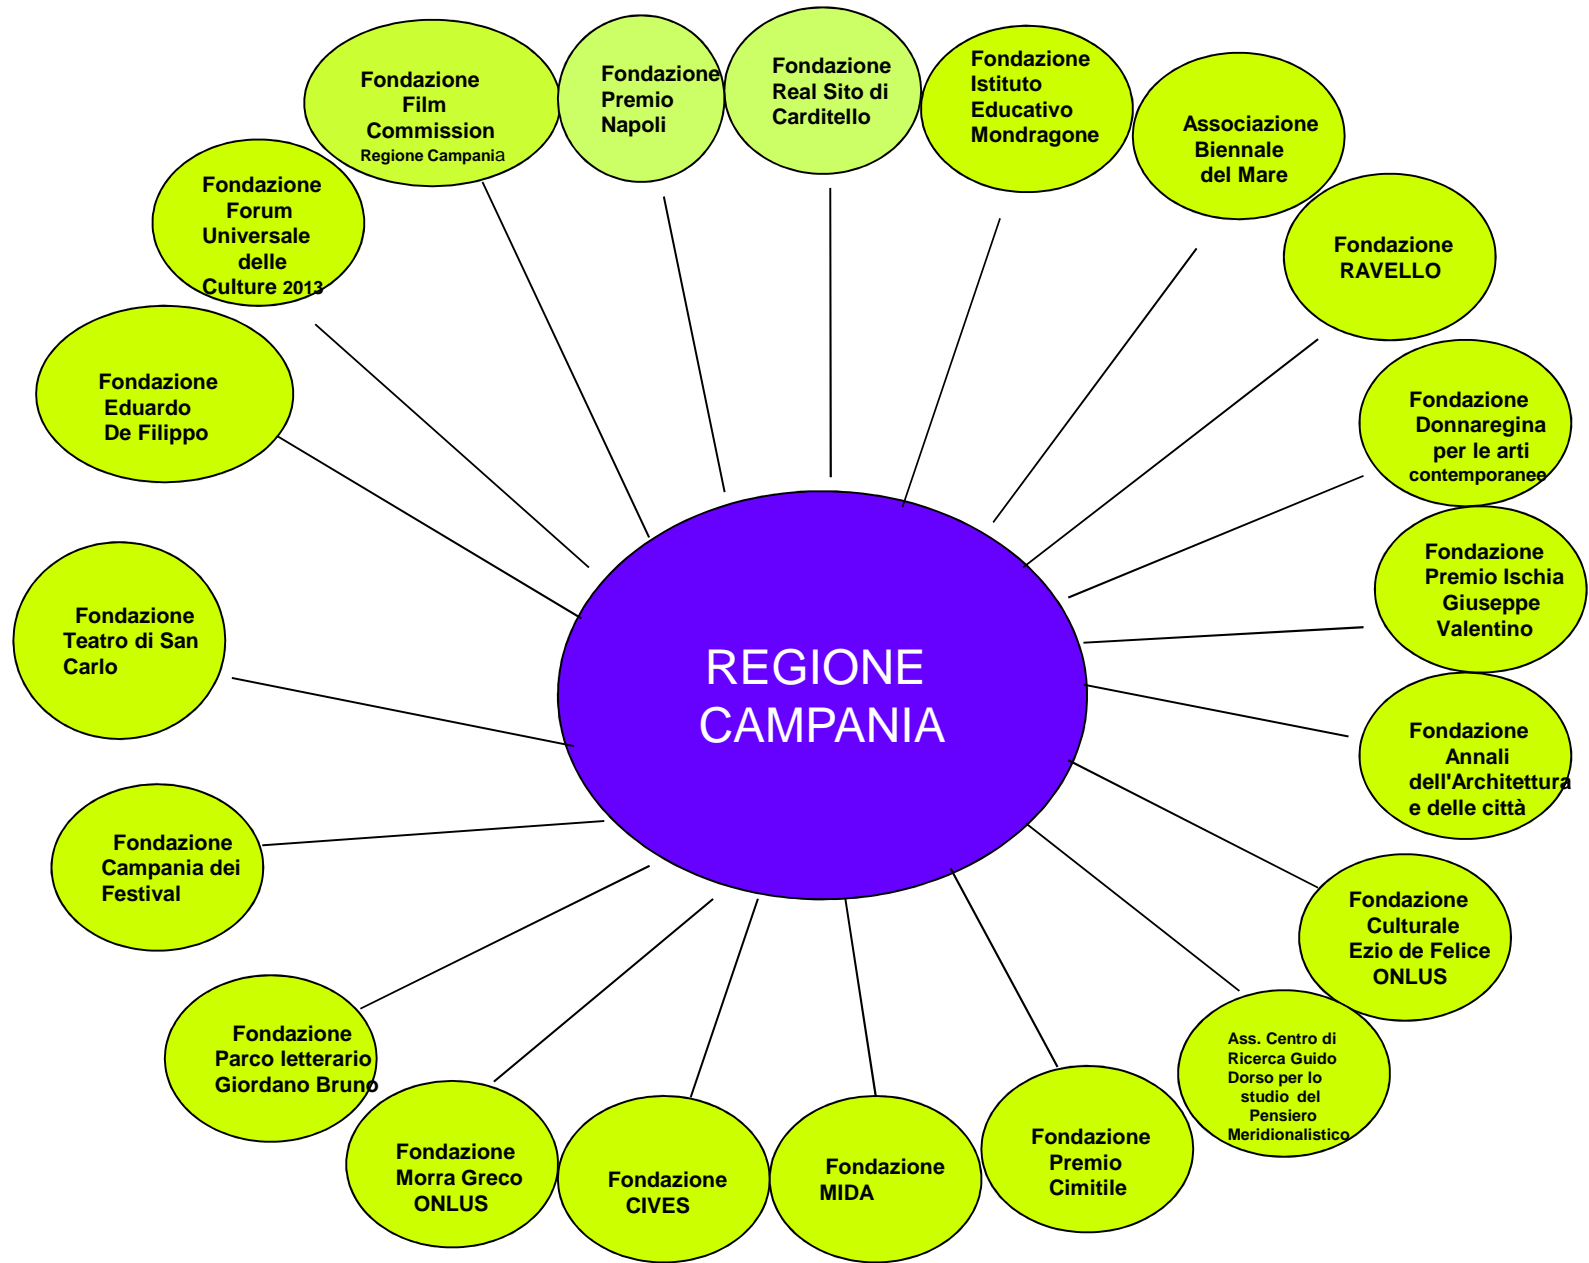 Fondazione
Film
Commission
Regione Campania
Fondazione
Premio
Napoli
Fondazione
Real Sito di
Carditello
Fondazione
Istituto
Educativo
Mondragone
Associazione
Biennale
del Mare
Fondazione
RAVELLO
Fondazione
Donnaregina
per le arti
contemporanee
Fondazione
Premio Ischia
Giuseppe
Valentino
Fondazione
Annali
dell'Architettura
e delle città
Fondazione
Culturale
Ezio de Felice
ONLUS
Ass. Centro di
Ricerca Guido
Dorso per lo
studio del
Pensiero
Meridionalistico
Fondazione
Premio
Cimitile
Fondazione
MIDA
Fondazione
CIVES
Fondazione
Morra Greco
ONLUS
Fondazione
Parco letterario
Giordano Bruno
Fondazione
Campania dei
Festival
Fondazione
Teatro di San
Carlo
Fondazione
Eduardo
De Filippo
Fondazione
Forum
Universale
delle
Culture 2013
REGIONE
CAMPANIA